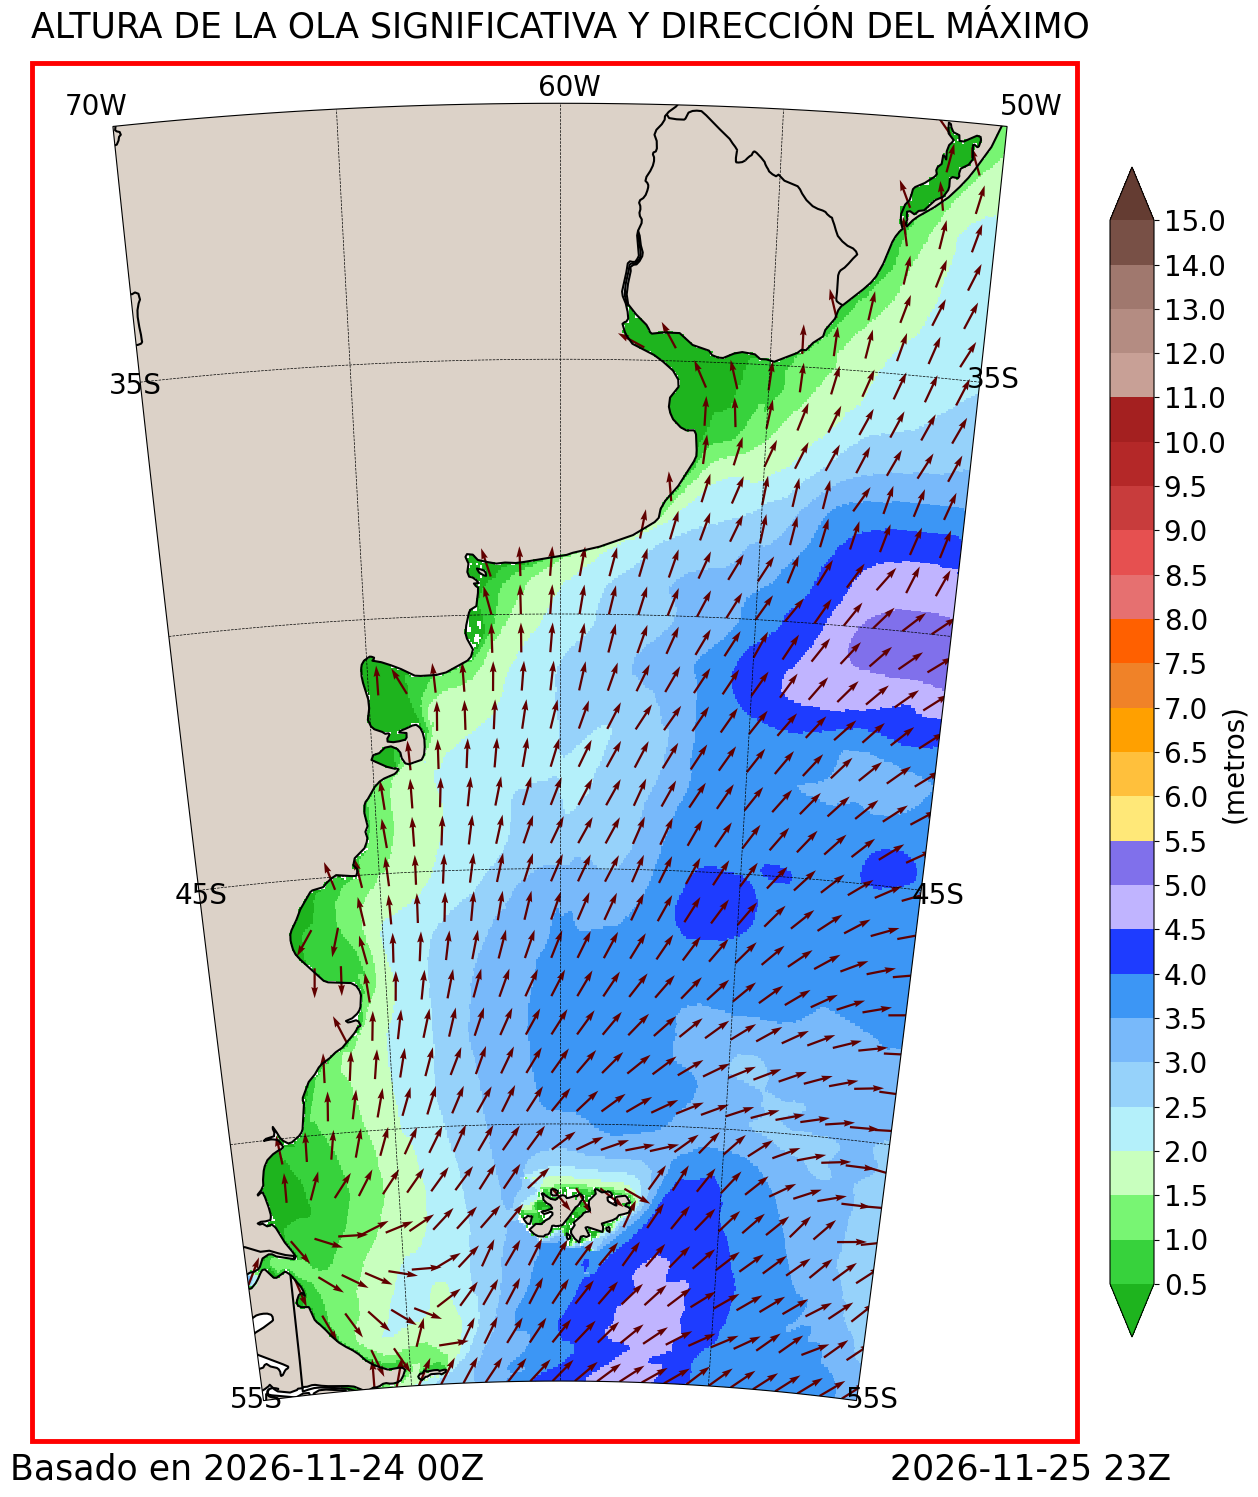 ALTURA DE LA OLA SIGNIFICATIVA Y DIRECCIÓN DEL MÁXIMO
70W
60W
50W
35S
35S
45S
45S
55S
55S
15.0
14.0
13.0
12.0
11.0
10.0
9.5
9.0
8.5
8.0
7.5
7.0
6.5
6.0
5.5
5.0
4.5
4.0
3.5
3.0
2.5
2.0
1.5
1.0
0.5
(metros)
Basado en 2026-11-24 00Z
2026-11-25 23Z